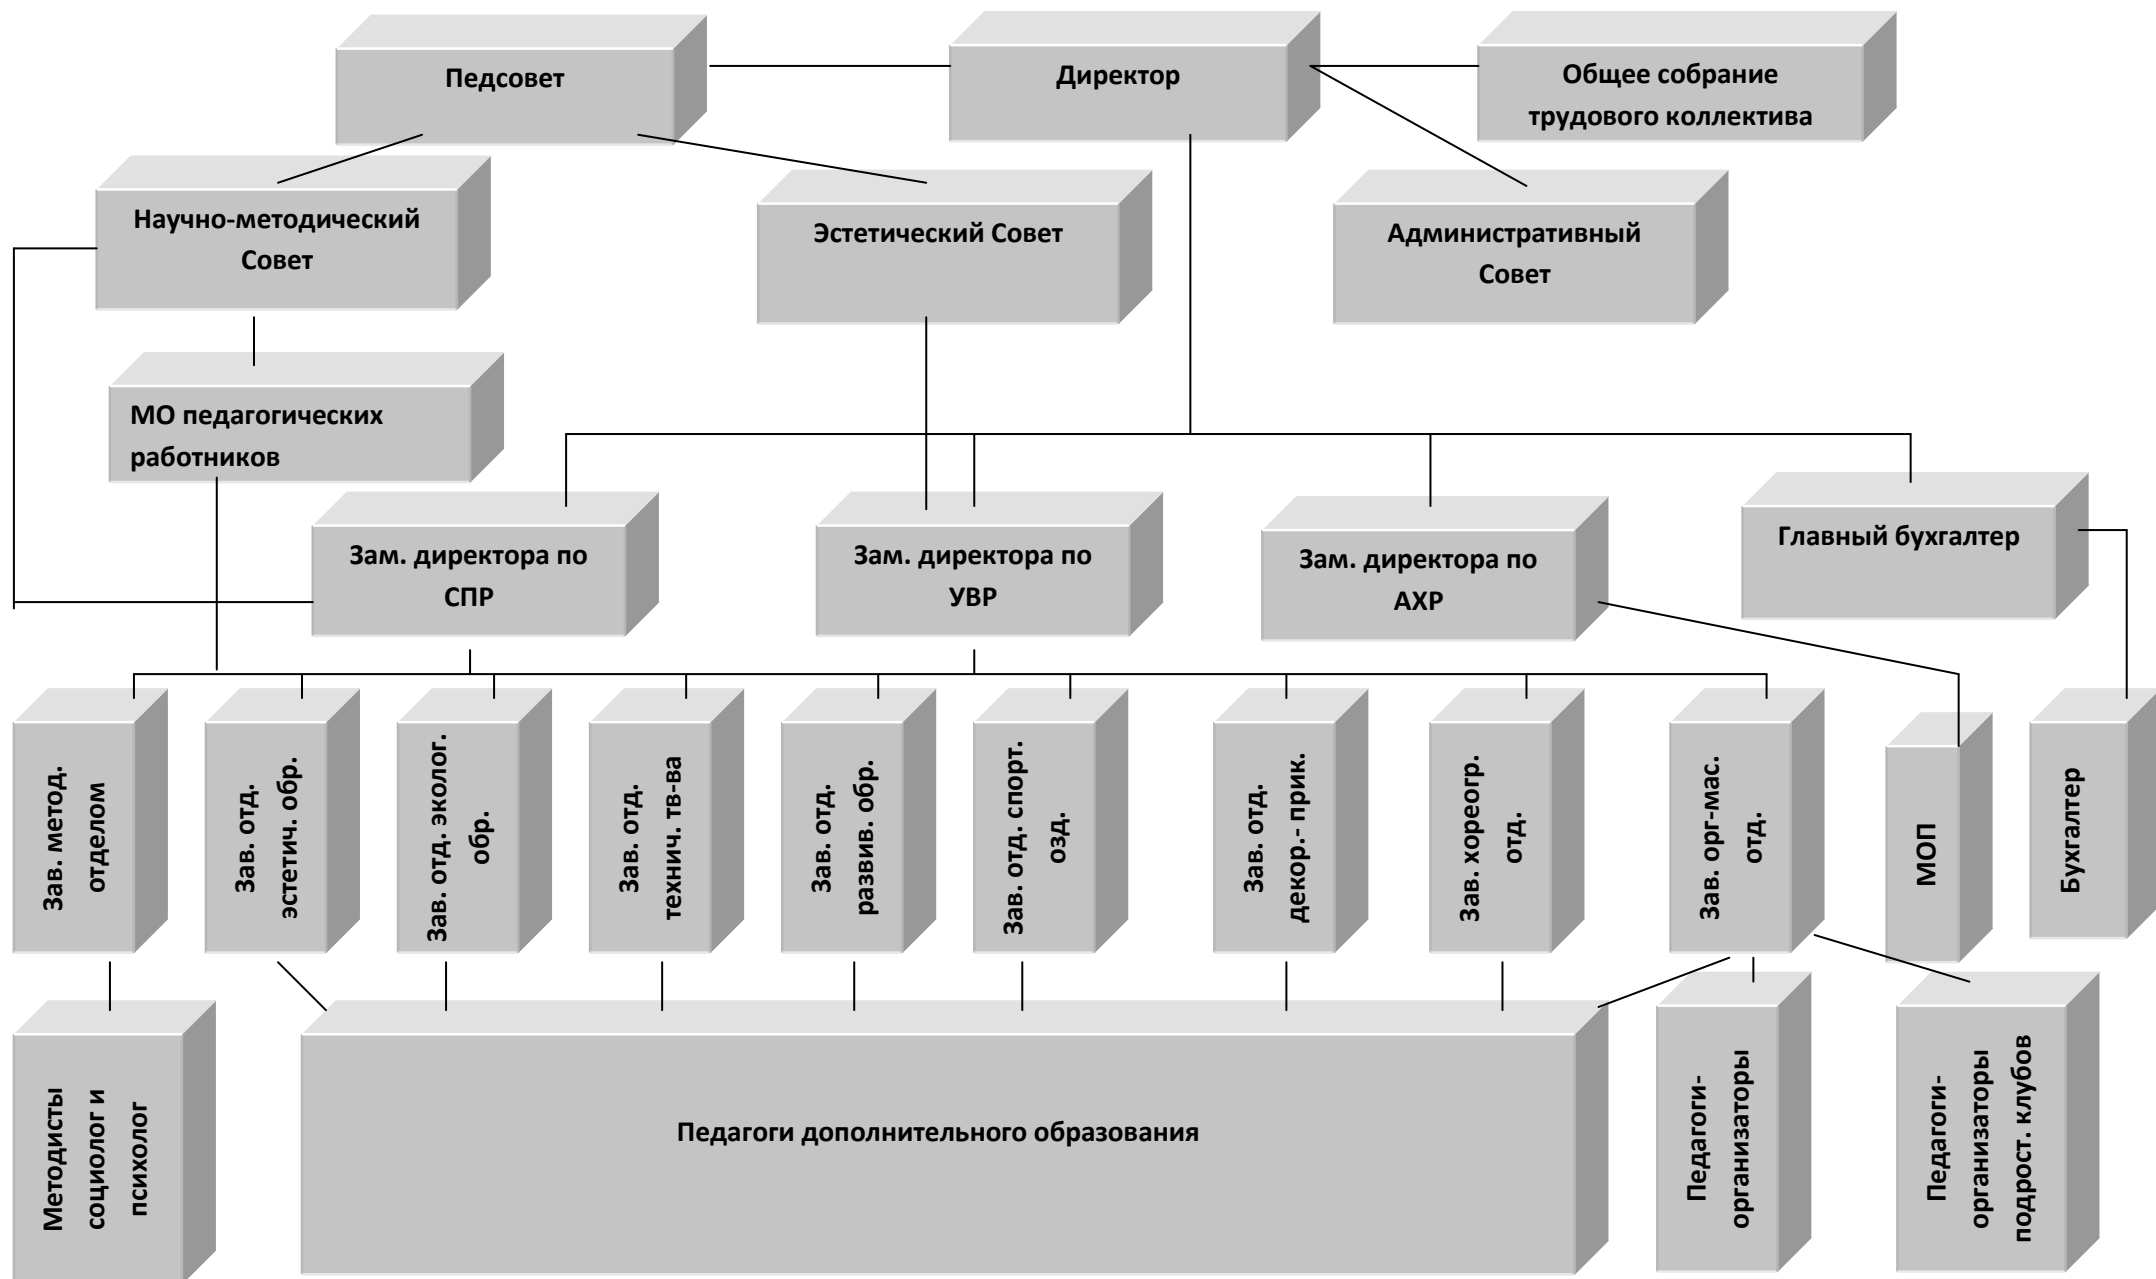 Педсовет
Директор
Общее собрание
трудового коллектива
Научно-методический
Совет
Эстетический Совет
Административный
Совет
МО педагогических
работников
Зам. директора по
СПР
Зам. директора по
УВР
Зам. директора по
АХР
Главный бухгалтер
Зав. метод.
отделом
Зав. отд.
эстетич. обр.
Зав. отд. эколог.
обр.
Зав. отд.
технич. тв-ва
Зав. отд.
развив. обр.
Зав. отд. спорт.
озд.
Зав. отд.
декор.- прик.
Зав. хореогр.
отд.
Зав. орг-мас.
отд.
МОП
Бухгалтер
Методисты
социолог и
психолог
Педагоги дополнительного образования
Педагоги-
организаторы
Педагоги-
организаторы
подрост. клубов